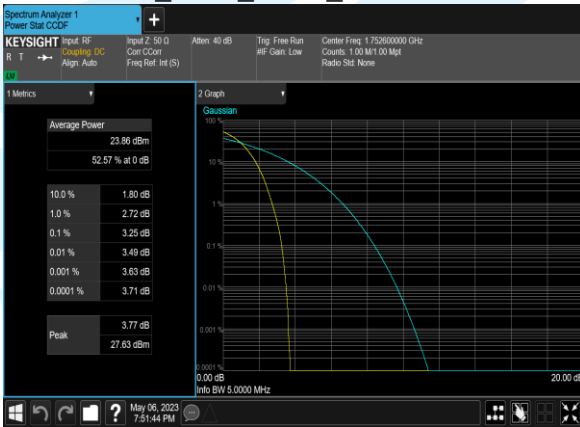 Spectrum Analyzer 1
Power Stat CCDF
+
KEYSIGHT Input: RF Input Z: 50 Ω Atten: 40 dB Trig: Free Run Center Freq: 1.752600000 GHz
R T Coupling: DC Corr CCorr #IF Gain: Low Counts: 1.00 M/1.00 Mpt
Align: Auto Freq Ref: Int (S) Radio Std: None
LXI
1 Metrics
Average Power
23.86 dBm
52.57 % at 0 dB
10.0 % 1.80 dB
1.0 % 2.72 dB
0.1 % 3.25 dB
0.01 % 3.49 dB
0.001 % 3.63 dB
0.0001 % 3.71 dB
Peak 3.77 dB
27.63 dBm
2 Graph
Gaussian
100 %
10 %
1 %
0.1 %
0.01 %
0.001 %
0.0001 %
0.00 dB 20.00 dB
Info BW 5.0000 MHz
? May 06, 2023
7:51:44 PM